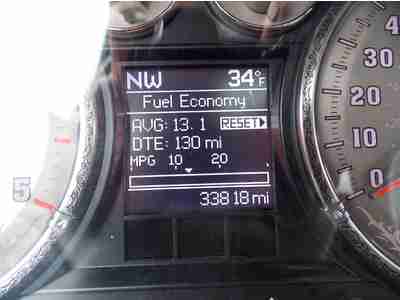 NW 34°F
Fuel Economy
AVG: 13.1 RESET
DTE: 130 mi
MPG 10 20
33818 mi
5
40
30
20
10
0